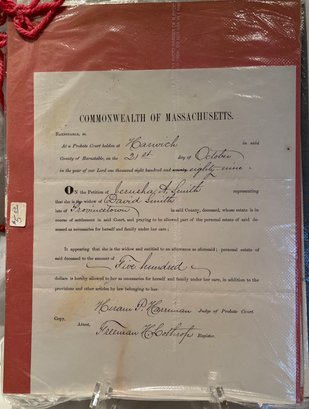 COMMONWEALTH OF MASSACHUSETTS.
BARNSTABLE, ss.
At a Probate Court holden at Harwich in said
County of Barnstable, on the 21st day of October
in the year of our Lord one thousand eight hundred and eighty-nine
ON the Petition of Jerusha A. Smith representing
that she is the widow of David Smith
late of Provincetown in said County, deceased, whose estate is in
course of settlement in said Court, and praying to be allowed part of the personal estate of said deceased
as necessaries for herself and family under her care:
It appearing that she is the widow and entitled to an allowance as aforesaid; personal estate of
said deceased to the amount of
Five hundred
dollars is hereby allowed to her as necessaries for herself and family under her care, in addition to the
provisions and other articles by law belonging to her
Hiram P. Harriman Judge of Probate Court
Copy.
Attest, Freeman H. Lothrop Register.